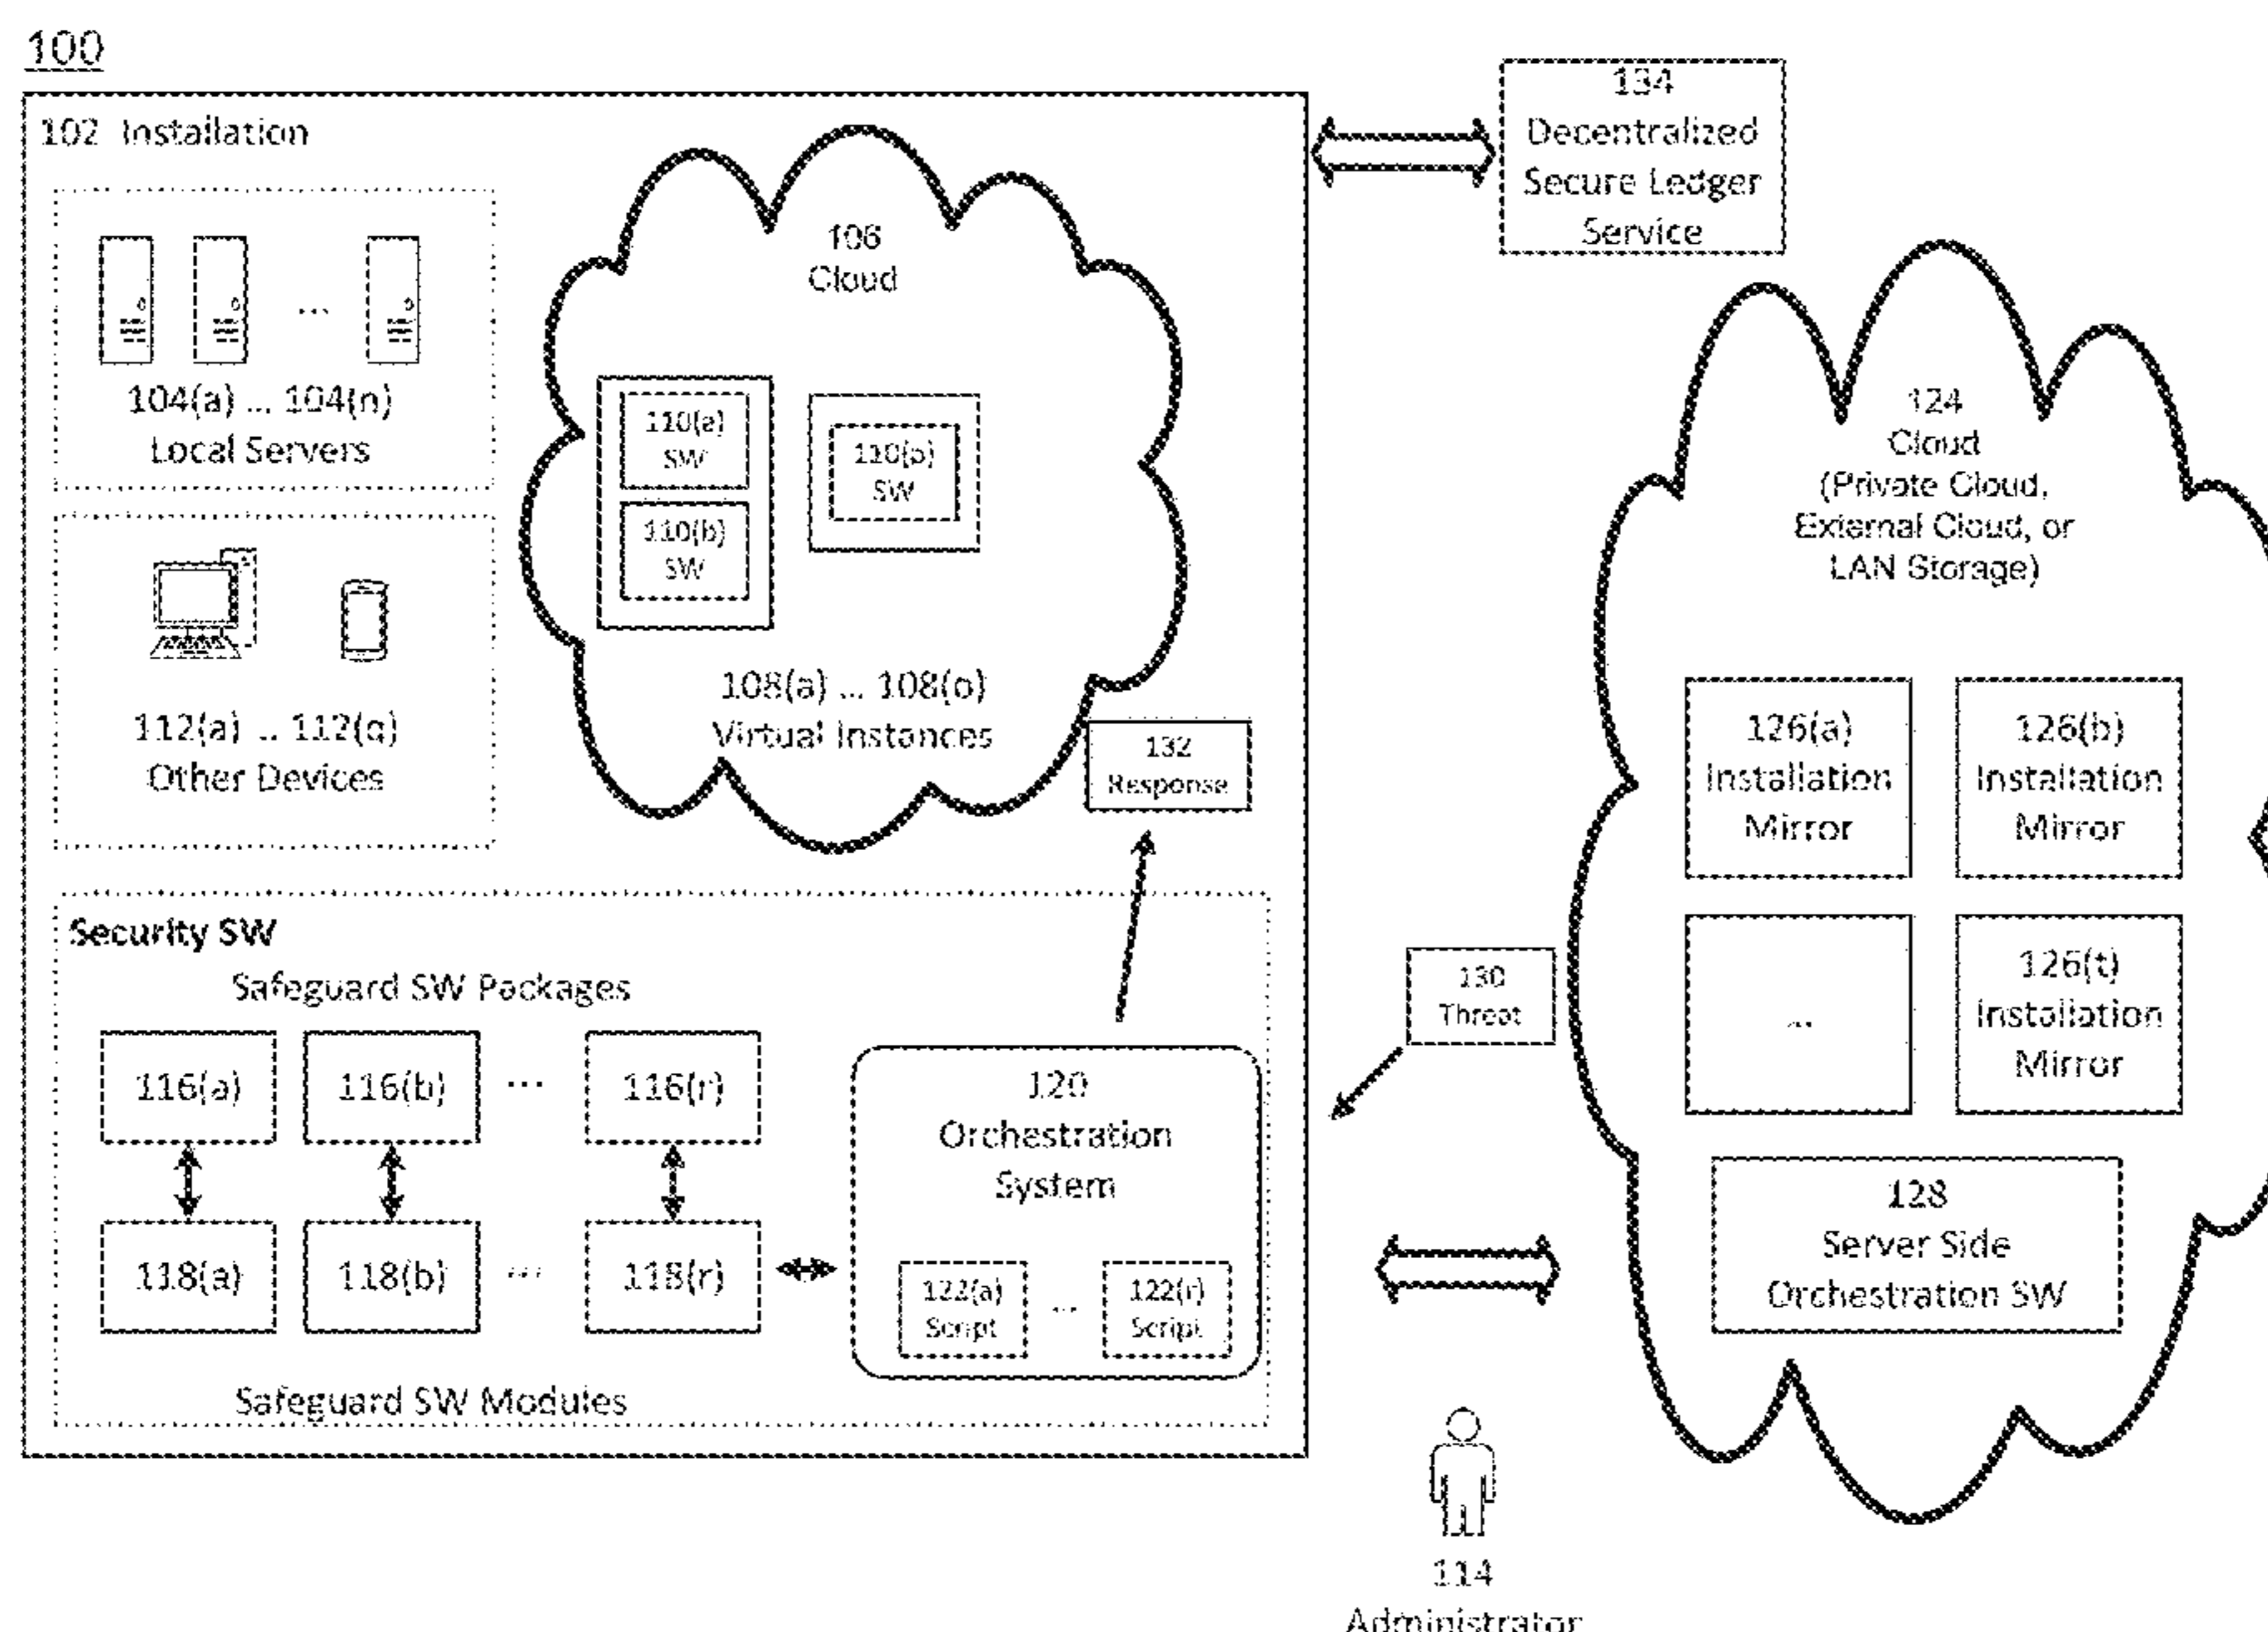 100
102 Installation
104(a) ... 104(n)
Local Servers
112(a) .. 112(q)
Other Devices
106
Cloud
110(a)
SW
110(b)
SW
110(p)
SW
108(a) ... 108(o)
Virtual Instances
132
Response
134
Decentralized
Secure Ledger
Service
124
Cloud
(Private Cloud,
External Cloud, or
LAN Storage)
126(a)
Installation
Mirror
126(b)
Installation
Mirror
...
126(t)
Installation
Mirror
128
Server Side
Orchestration SW
130
Threat
Security SW
Safeguard SW Packages
116(a)
116(b)
...
116(r)
118(a)
118(b)
...
118(r)
Safeguard SW Modules
120
Orchestration
System
122(a)
Script
...
122(r)
Script
114
Administrator